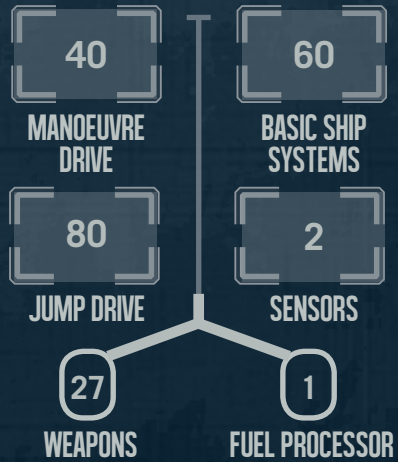 40
MANOEUVRE
DRIVE
60
BASIC SHIP
SYSTEMS
80
JUMP DRIVE
2
SENSORS
27
WEAPONS
1
FUEL PROCESSOR